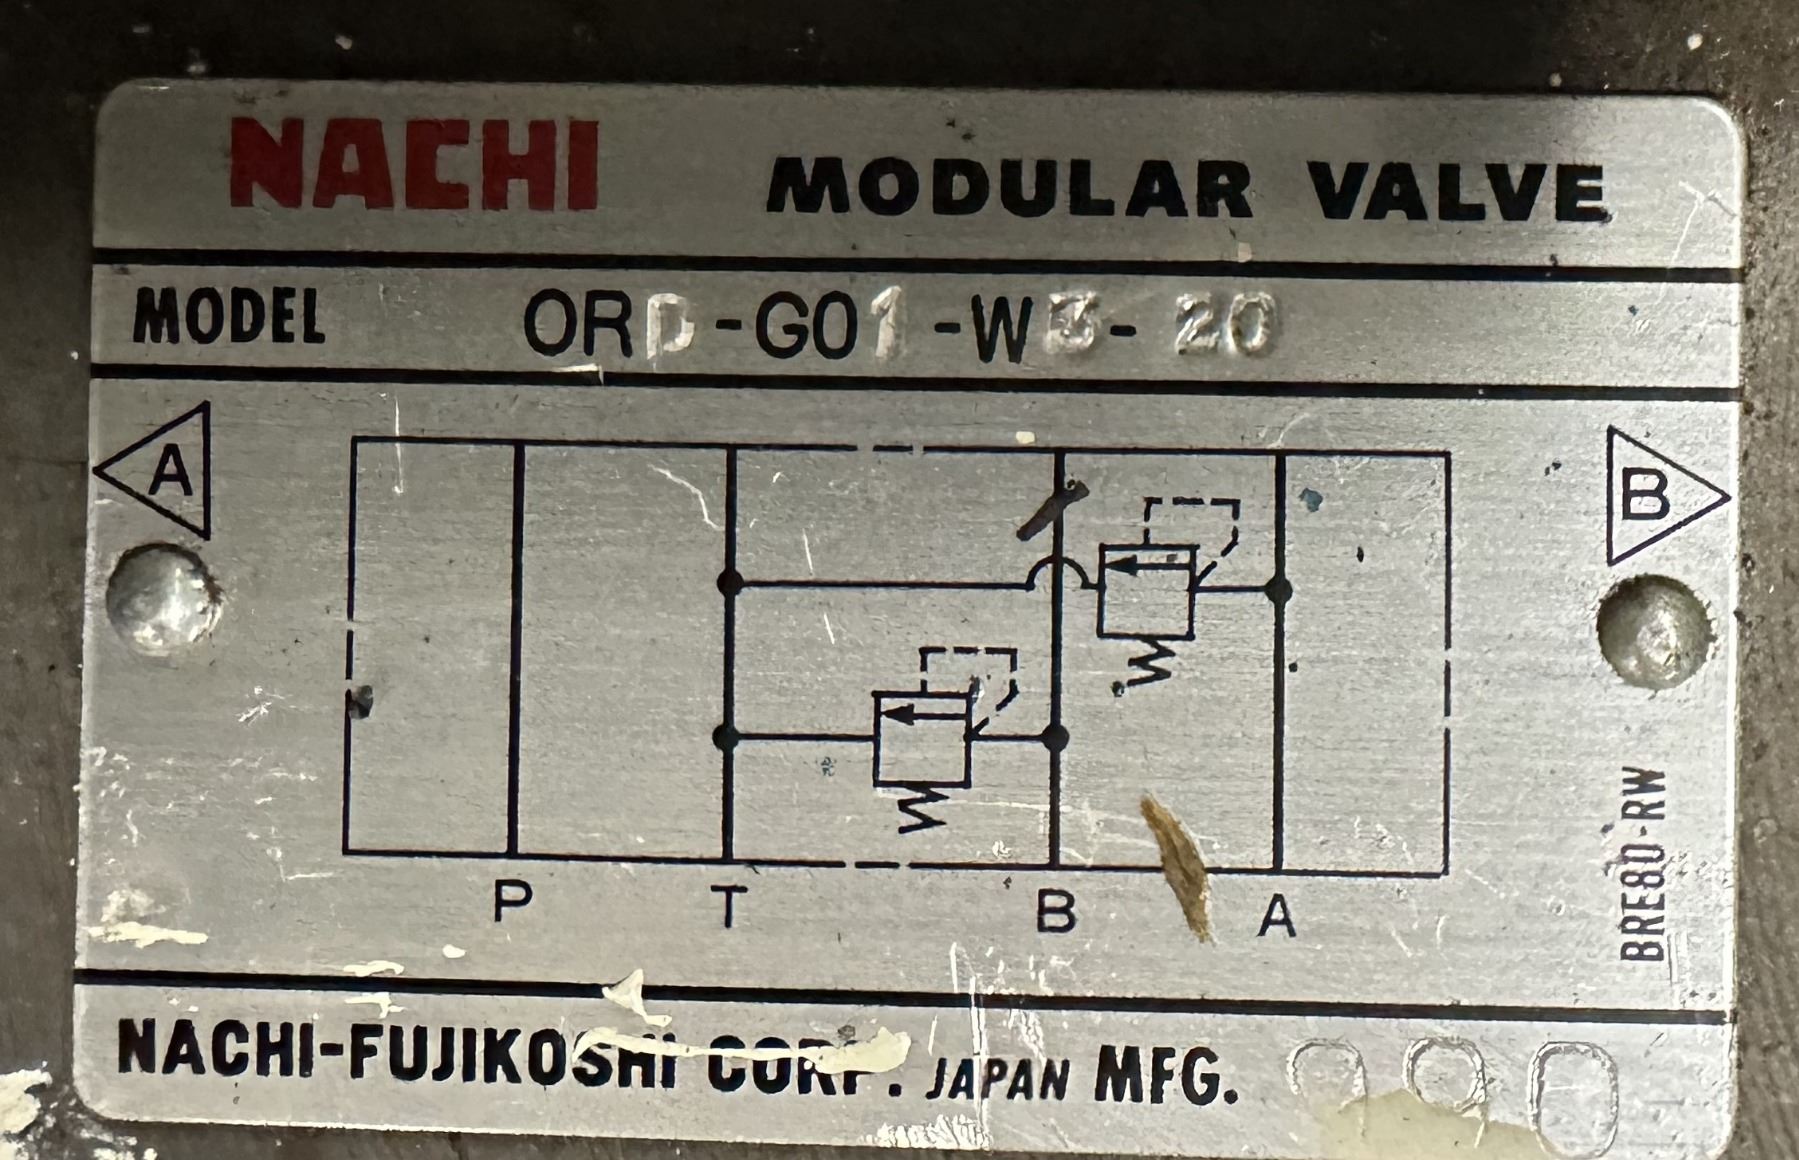 NACHI MODULAR VALVE
MODEL ORD-G01-W3-20
A
B
P T B A
BRE80-RW
NACHI-FUJIKOSHI CORP. JAPAN MFG.